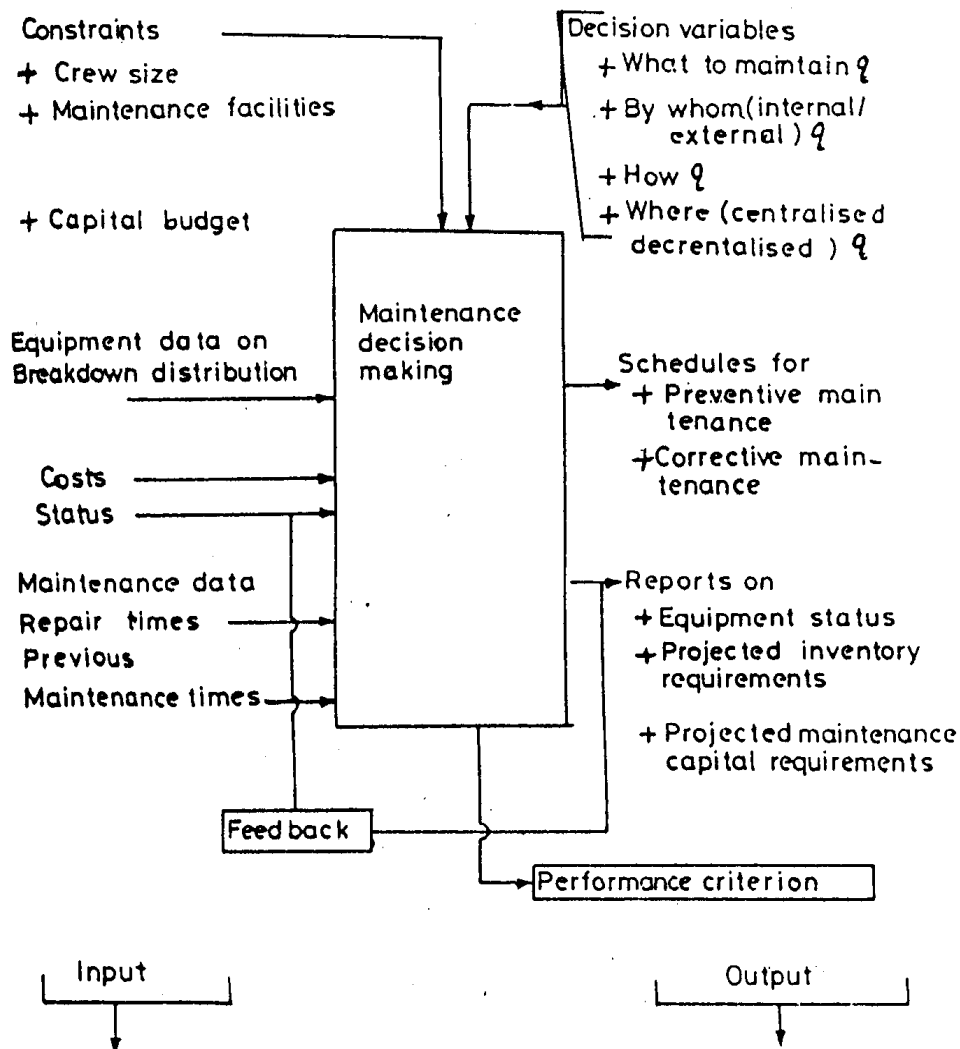 Constraints
+ Crew size
+ Maintenance facilities
+ Capital budget
Decision variables
+ What to maintain ?
+ By whom (internal/
external) ?
+ How ?
+ Where (centralised
decrentalised ) ?
Equipment data on
Breakdown distribution
Costs
Status
Maintenance data
Repair times
Previous
Maintenance times
Maintenance
decision
making
Schedules for
+ Preventive main
tenance
+ Corrective main-
tenance
Reports on
+ Equipment status
+ Projected inventory
requirements
+ Projected maintenance
capital requirements
Feedback
Performance criterion
Input
Output